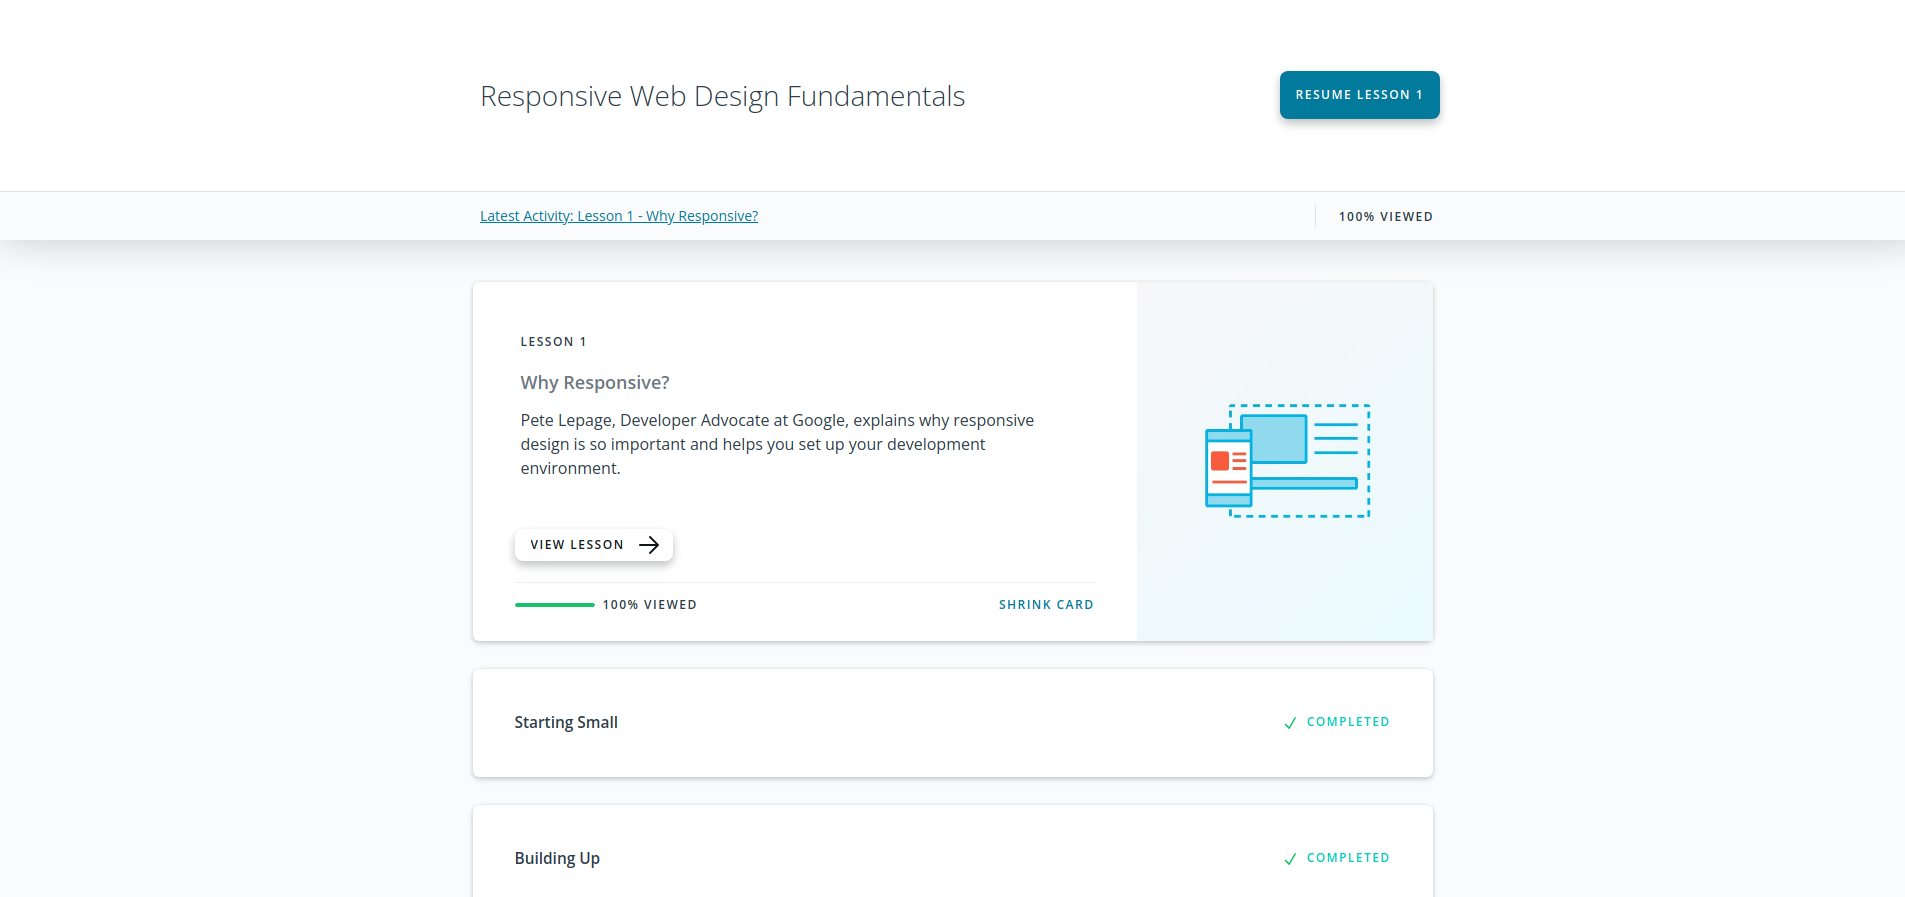 Responsive Web Design Fundamentals
RESUME LESSON 1
Latest Activity: Lesson 1 - Why Responsive?
100% VIEWED
LESSON 1
Why Responsive?
Pete Lepage, Developer Advocate at Google, explains why responsive
design is so important and helps you set up your development
environment.
VIEW LESSON
100% VIEWED
SHRINK CARD
Starting Small
COMPLETED
Building Up
COMPLETED